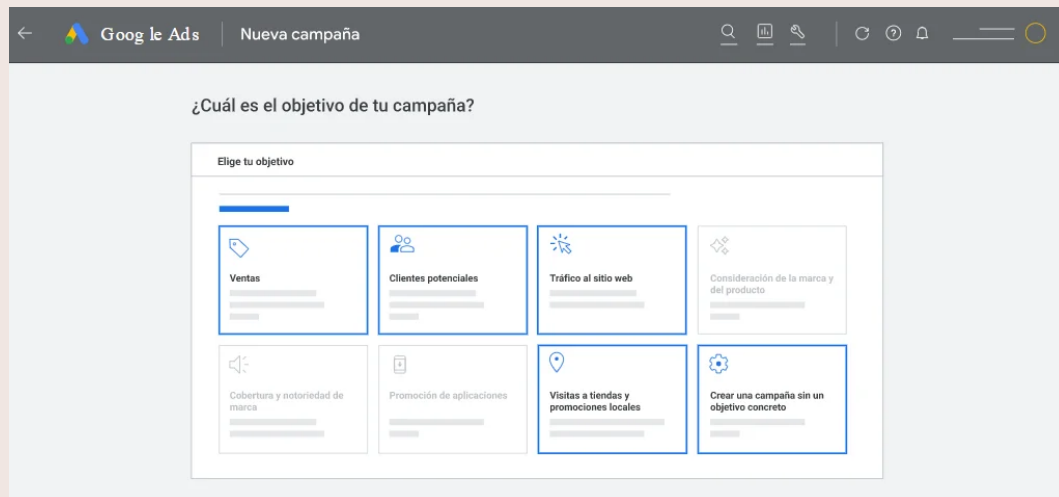 Goog le Ads
Nueva campaña
¿Cuál es el objetivo de tu campaña?
Elige tu objetivo
Ventas
Clientes potenciales
Tráfico al sitio web
Consideración de la marca y
del producto
Cobertura y notoriedad de
marca
Promoción de aplicaciones
Visitas a tiendas y
promociones locales
Crear una campaña sin un
objetivo concreto